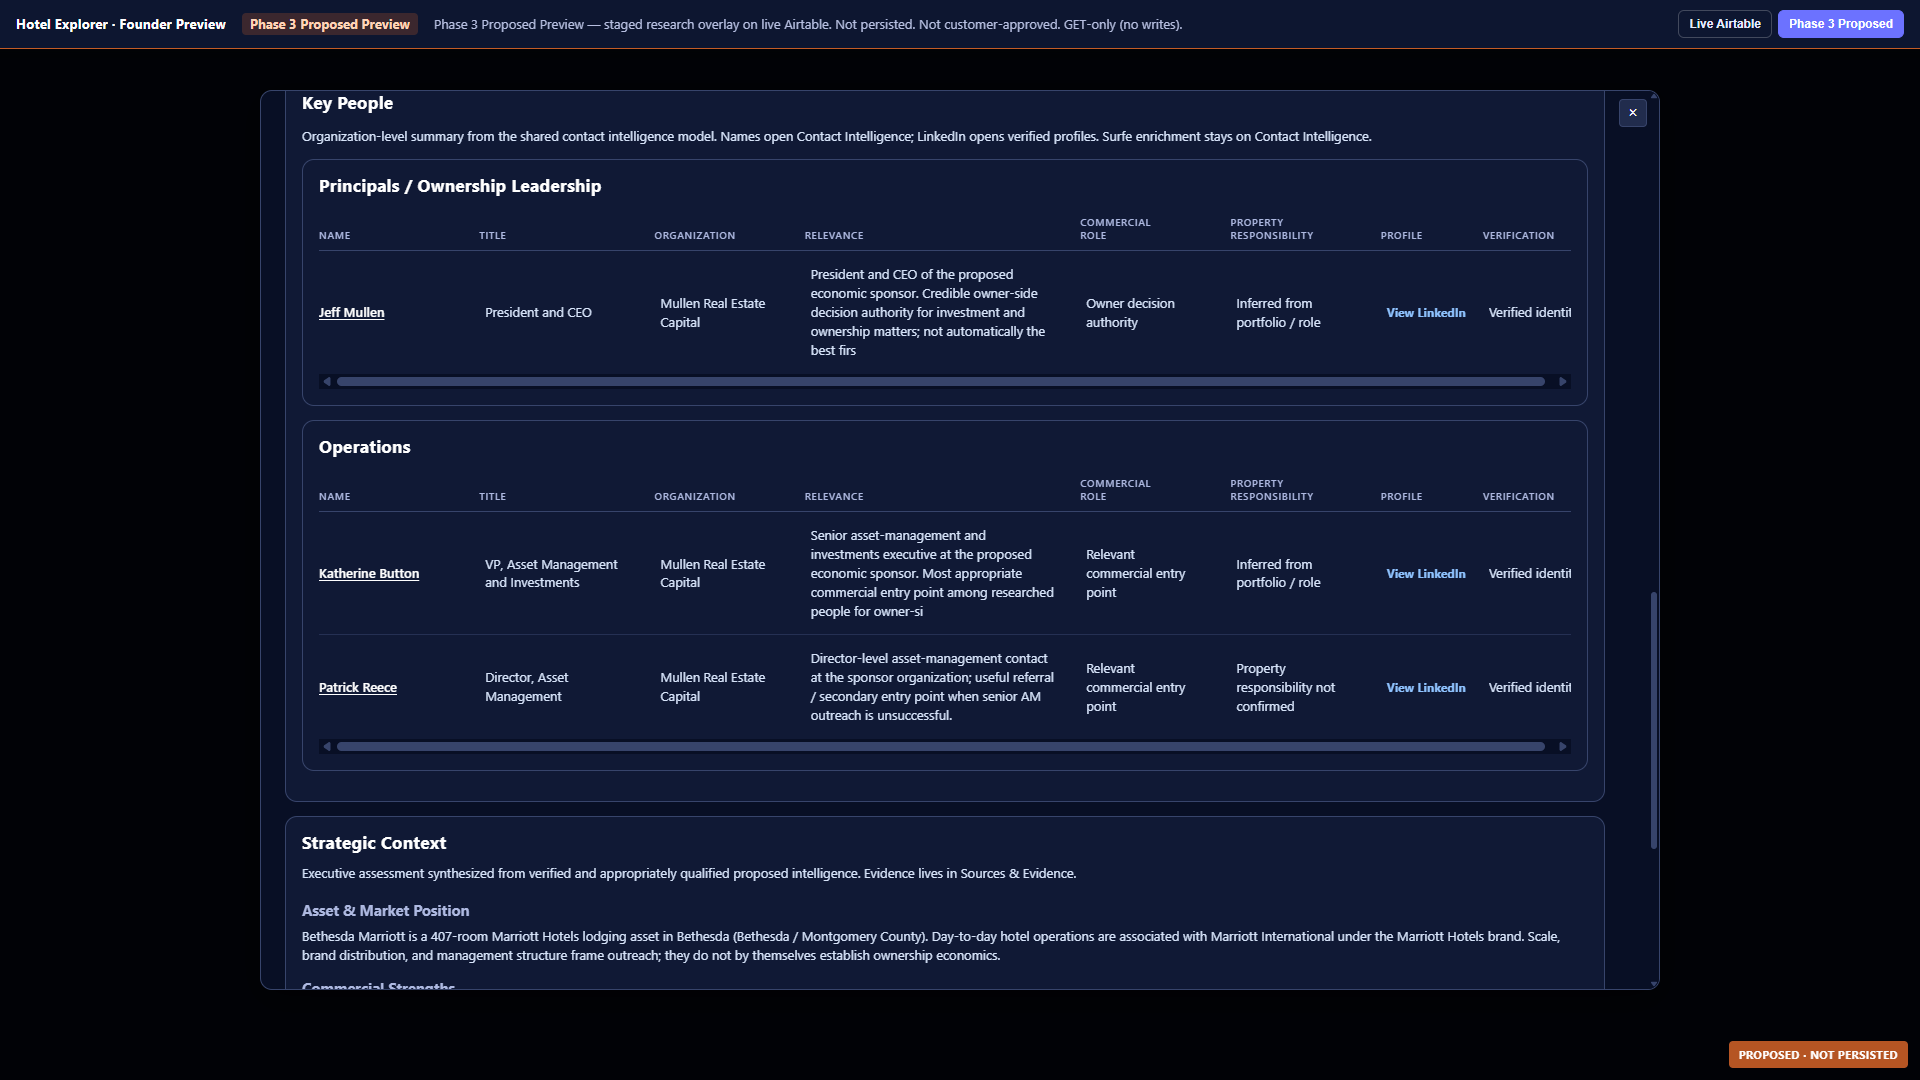 Hotel Explorer · Founder Preview
Phase 3 Proposed Preview
Phase 3 Proposed Preview — staged research overlay on live Airtable. Not persisted. Not customer-approved. GET-only (no writes).
Live Airtable
Phase 3 Proposed
×
Key People
Organization-level summary from the shared contact intelligence model. Names open Contact Intelligence; LinkedIn opens verified profiles. Surfe enrichment stays on Contact Intelligence.
Principals / Ownership Leadership
NAME
TITLE
ORGANIZATION
RELEVANCE
COMMERCIAL
ROLE
PROPERTY
RESPONSIBILITY
PROFILE
VERIFICATION
Jeff Mullen
President and CEO
Mullen Real Estate
Capital
President and CEO of the proposed
economic sponsor. Credible owner-side
decision authority for investment and
ownership matters; not automatically the
best firs
Owner decision
authority
Inferred from
portfolio / role
View LinkedIn
Verified identit
Operations
NAME
TITLE
ORGANIZATION
RELEVANCE
COMMERCIAL
ROLE
PROPERTY
RESPONSIBILITY
PROFILE
VERIFICATION
Katherine Button
VP, Asset Management
and Investments
Mullen Real Estate
Capital
Senior asset-management and
investments executive at the proposed
economic sponsor. Most appropriate
commercial entry point among researched
people for owner-si
Relevant
commercial entry
point
Inferred from
portfolio / role
View LinkedIn
Verified identit
Patrick Reece
Director, Asset
Management
Mullen Real Estate
Capital
Director-level asset-management contact
at the sponsor organization; useful referral
/ secondary entry point when senior AM
outreach is unsuccessful.
Relevant
commercial entry
point
Property
responsibility not
confirmed
View LinkedIn
Verified identit
Strategic Context
Executive assessment synthesized from verified and appropriately qualified proposed intelligence. Evidence lives in Sources & Evidence.
Asset & Market Position
Bethesda Marriott is a 407-room Marriott Hotels lodging asset in Bethesda (Bethesda / Montgomery County). Day-to-day hotel operations are associated with Marriott International under the Marriott Hotels brand. Scale,
brand distribution, and management structure frame outreach; they do not by themselves establish ownership economics.
Commercial Strengths
PROPOSED · NOT PERSISTED